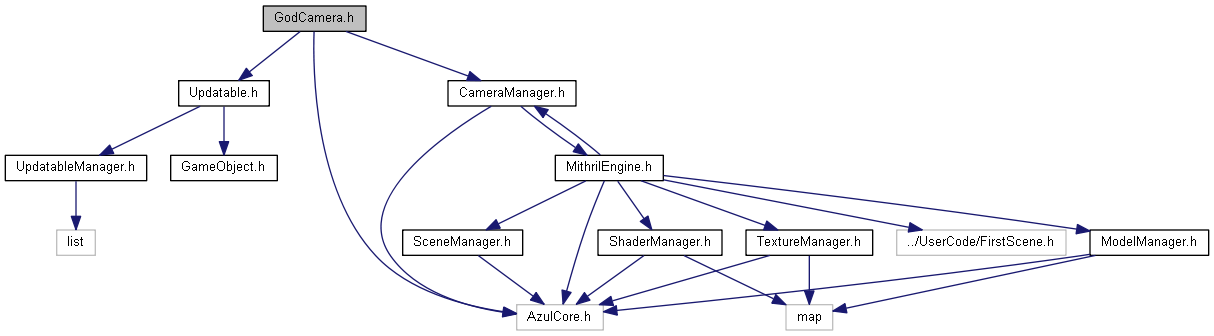 GodCamera.h
Updatable.h
CameraManager.h
UpdatableManager.h
GameObject.h
MithrilEngine.h
list
SceneManager.h
ShaderManager.h
TextureManager.h
../UserCode/FirstScene.h
ModelManager.h
AzulCore.h
map